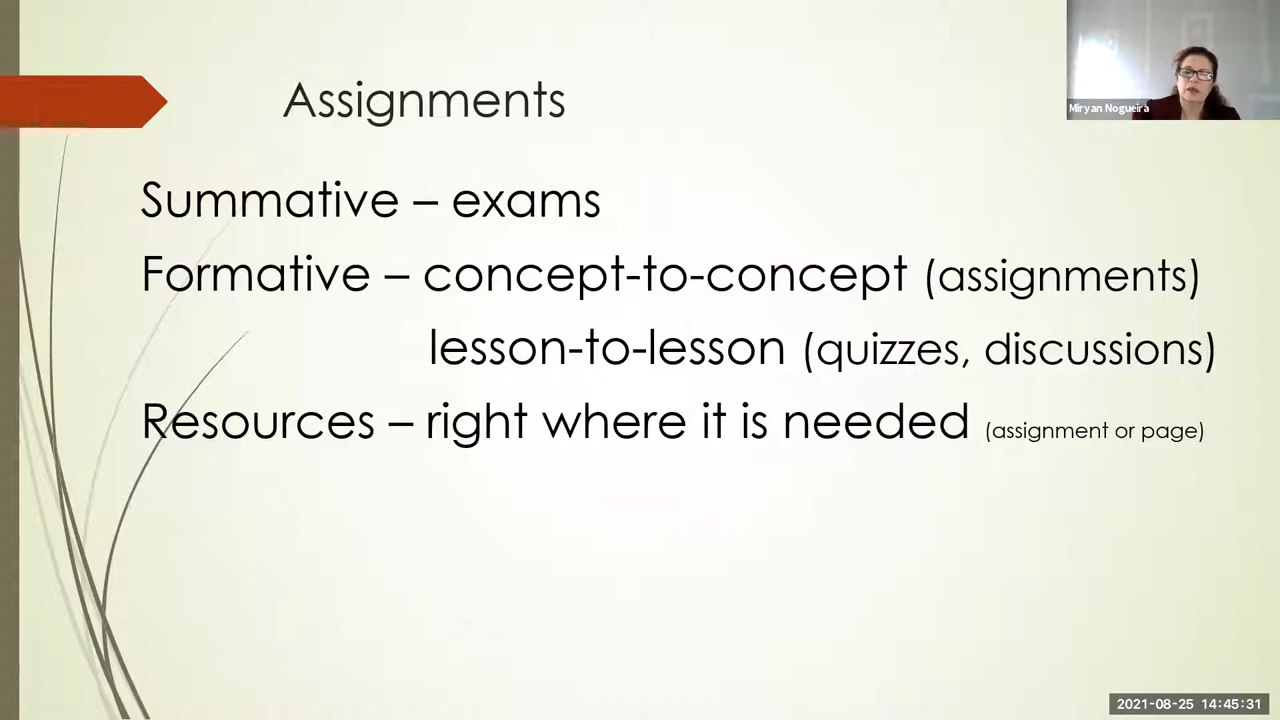 Assignments
Miryan Nogueira
Summative – exams
Formative – concept-to-concept (assignments)
lesson-to-lesson (quizzes, discussions)
Resources – right where it is needed (assignment or page)
2021-08-25 14:45:31